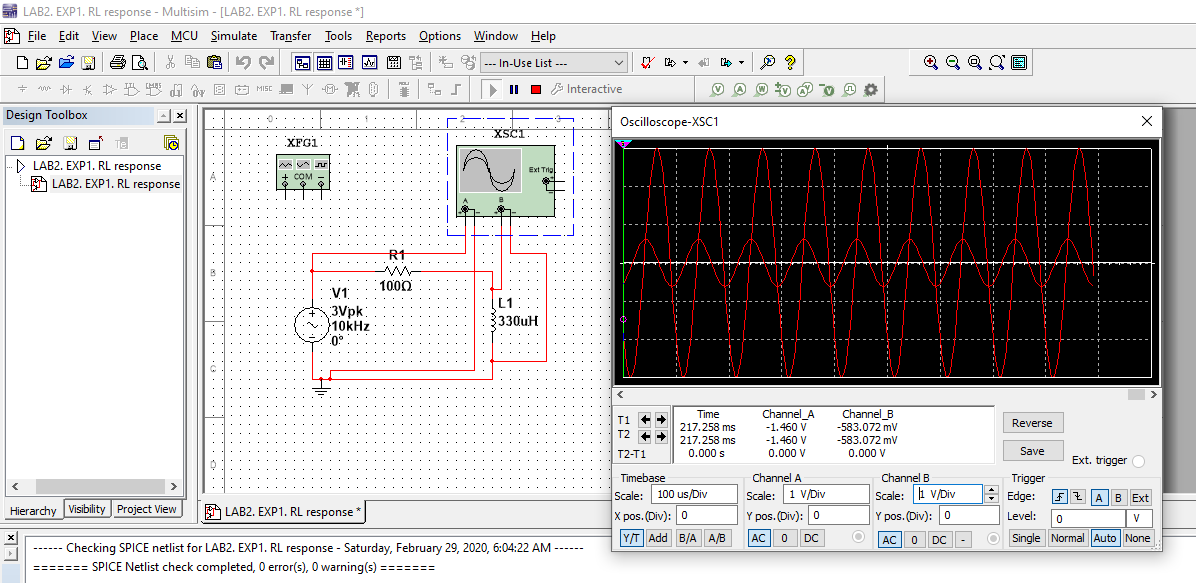 LAB2. EXP1. RL response - Multisim - [LAB2. EXP1. RL response *]
File Edit View Place MCU Simulate Transfer Tools Reports Options Window Help
--- In-Use List ---
MISC
Interactive
Design Toolbox
LAB2. EXP1. RL response
LAB2. EXP1. RL response
Hierarchy Visibility Project View
0 1 2 3
A
B
C
D
XFG1
COM
XSC1
Ext Trig
A B
R1
100Ω
V1
3Vpk
10kHz
0°
L1
330uH
LAB2. EXP1. RL response *
Oscilloscope-XSC1
Time Channel_A Channel_B
T1 217.258 ms -1.460 V -583.072 mV
T2 217.258 ms -1.460 V -583.072 mV
T2-T1 0.000 s 0.000 V 0.000 V
Reverse
Save
Ext. trigger
Timebase Channel A Channel B Trigger
Scale: 100 us/Div Scale: 1 V/Div Scale: 1 V/Div Edge: A B Ext
X pos.(Div): 0 Y pos.(Div): 0 Y pos.(Div): 0 Level: 0 V
Y/T Add B/A A/B AC 0 DC AC 0 DC - Single Normal Auto None
------ Checking SPICE netlist for LAB2. EXP1. RL response - Saturday, February 29, 2020, 6:04:22 AM ------
======= SPICE Netlist check completed, 0 error(s), 0 warning(s) =======